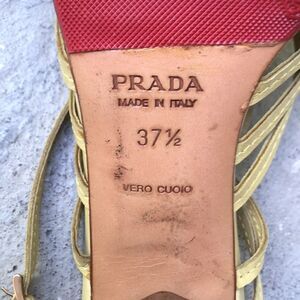 PRADA
MADE IN ITALY
37½
VERO CUOIO